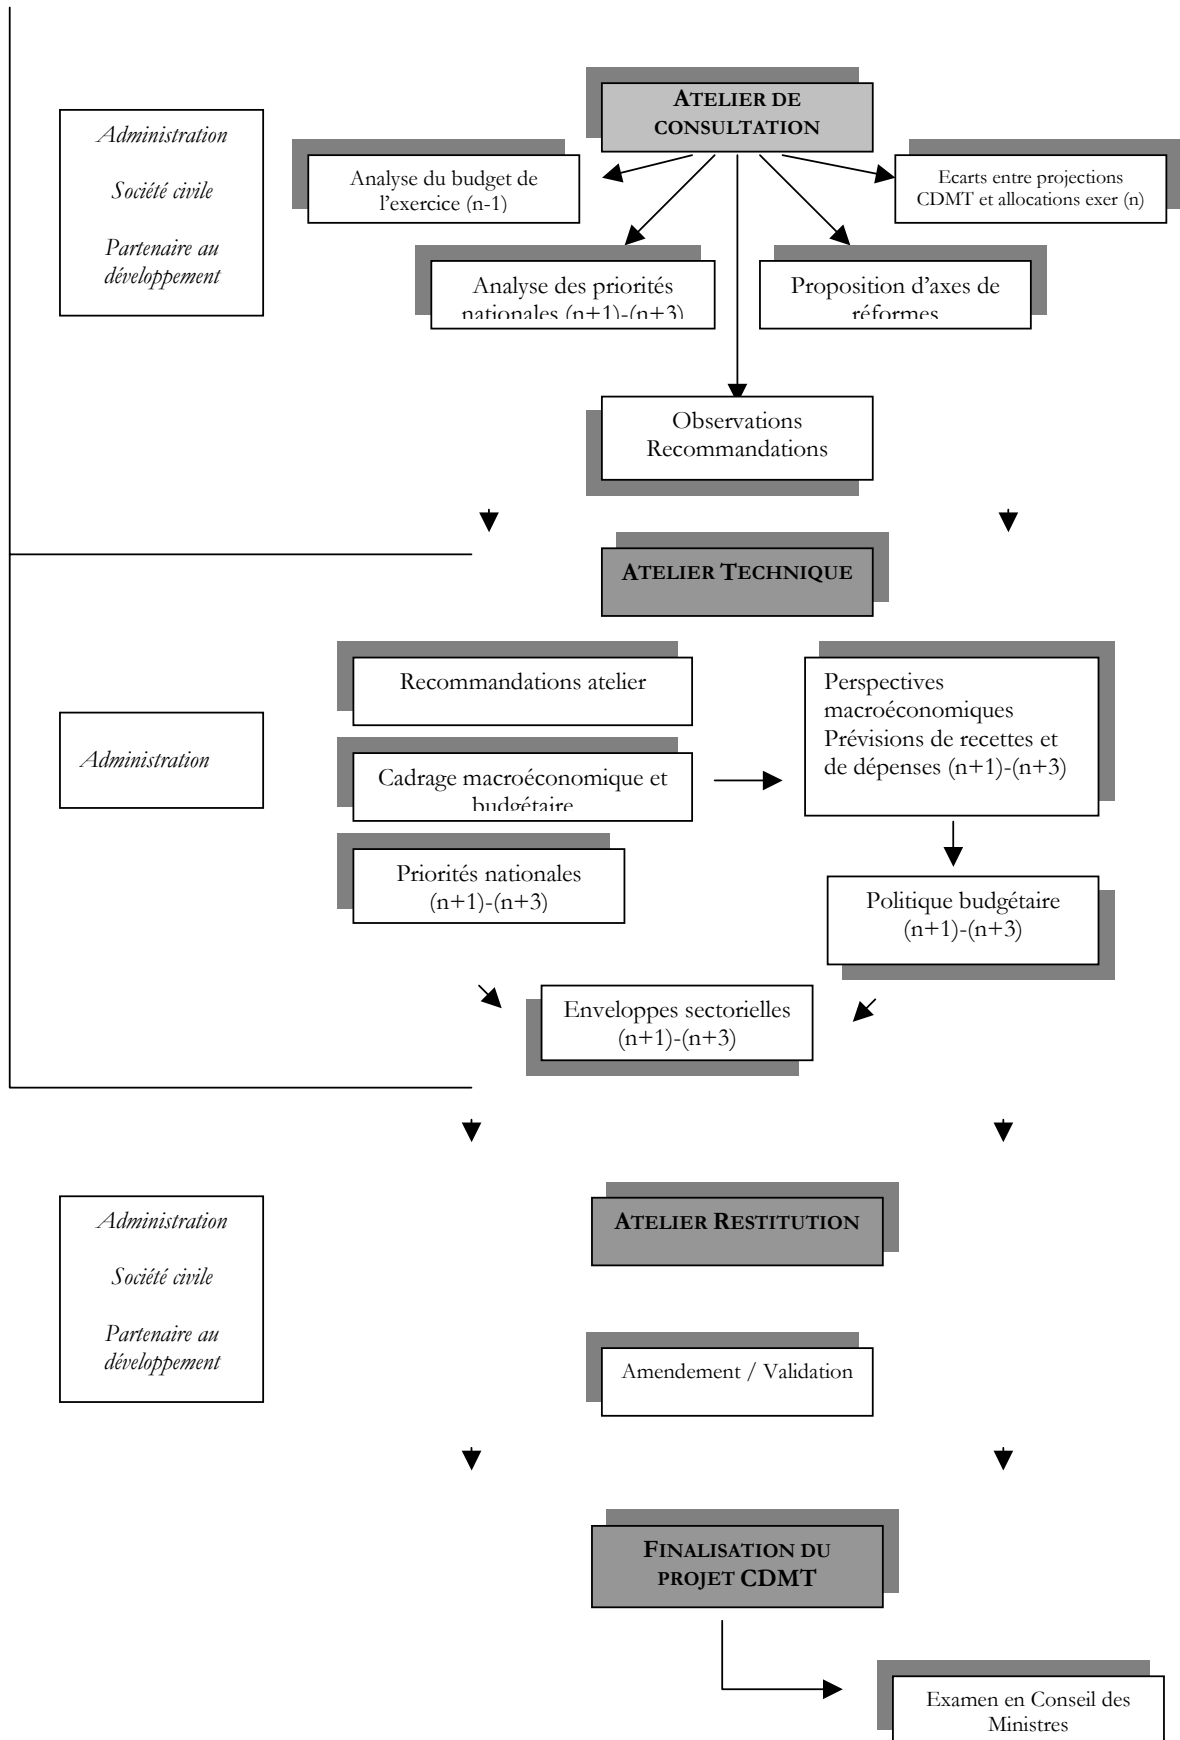 ATELIER DE
CONSULTATION
Administration
Société civile
Partenaire au
développement
Analyse du budget de
l'exercice (n-1)
Ecarts entre projections
CDMT et allocations exer (n)
Analyse des priorités
nationales (n+1)-(n+3)
Proposition d'axes de
réformes
Observations
Recommandations
ATELIER TECHNIQUE
Administration
Recommandations atelier
Cadrage macroéconomique et
budgétaire
Priorités nationales
(n+1)-(n+3)
Perspectives
macroéconomiques
Prévisions de recettes et
de dépenses (n+1)-(n+3)
Politique budgétaire
(n+1)-(n+3)
Enveloppes sectorielles
(n+1)-(n+3)
Administration
Société civile
Partenaire au
développement
ATELIER RESTITUTION
Amendement / Validation
FINALISATION DU
PROJET CDMT
Examen en Conseil des
Ministres